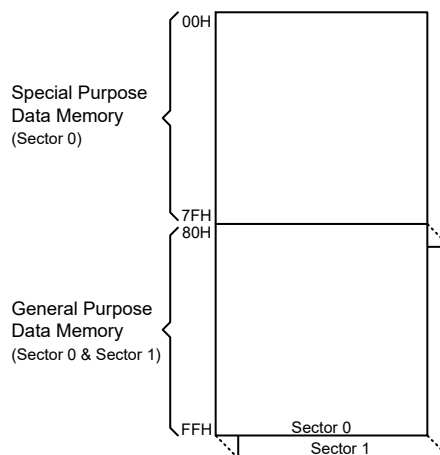 00H
Special Purpose
Data Memory
(Sector 0)
7FH
80H
General Purpose
Data Memory
(Sector 0 & Sector 1)
FFH
Sector 0
Sector 1